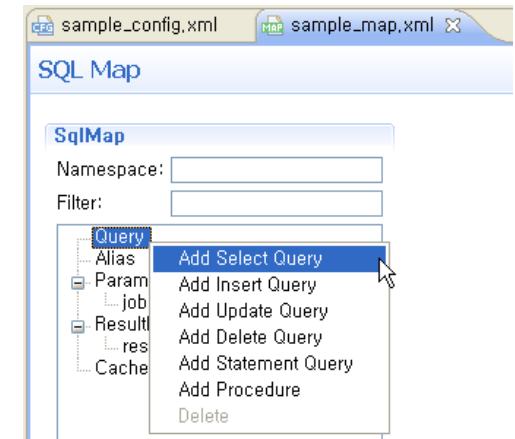 sample_config,xml sample_map,xml
SQL Map
SqlMap
Namespace:
Filter:
Query
Alias Add Select Query
Param Add Insert Query
job Add Update Query
Result Add Delete Query
res Add Statement Query
Cache Add Procedure
Delete